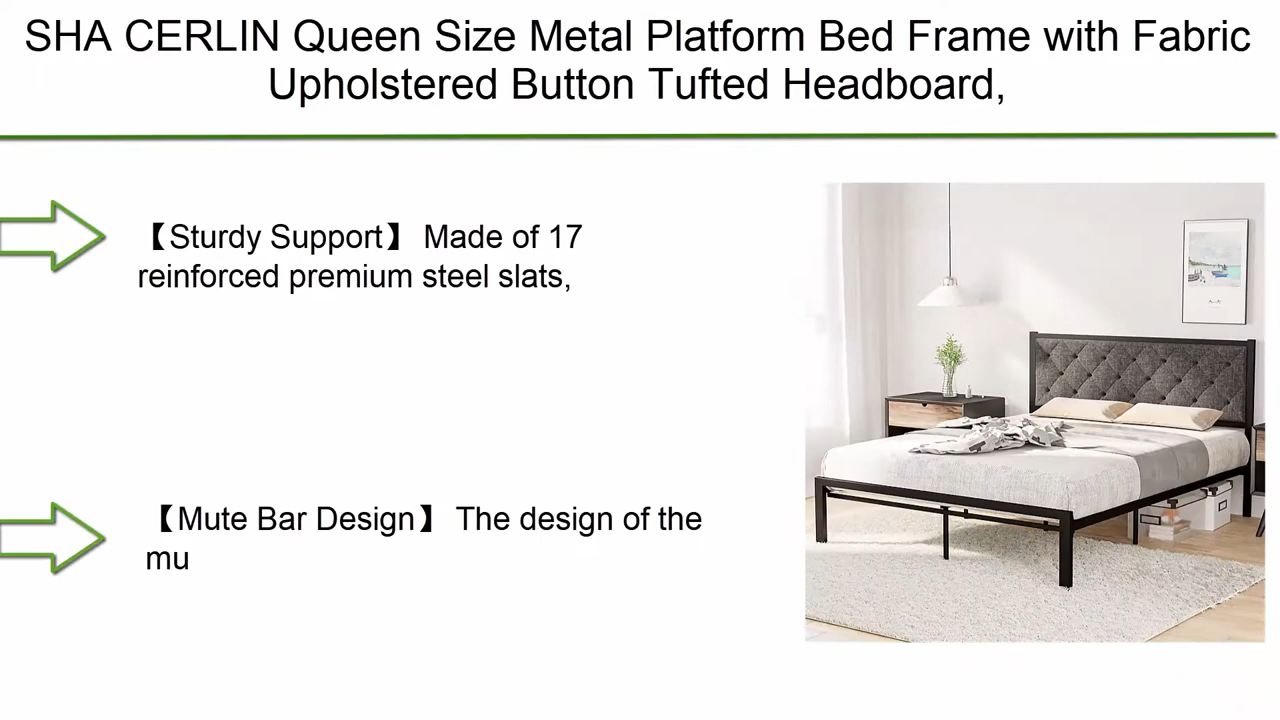 SHA CERLIN Queen Size Metal Platform Bed Frame with Fabric
Upholstered Button Tufted Headboard,
【Sturdy Support】 Made of 17
reinforced premium steel slats,
【Mute Bar Design】 The design of the
mu